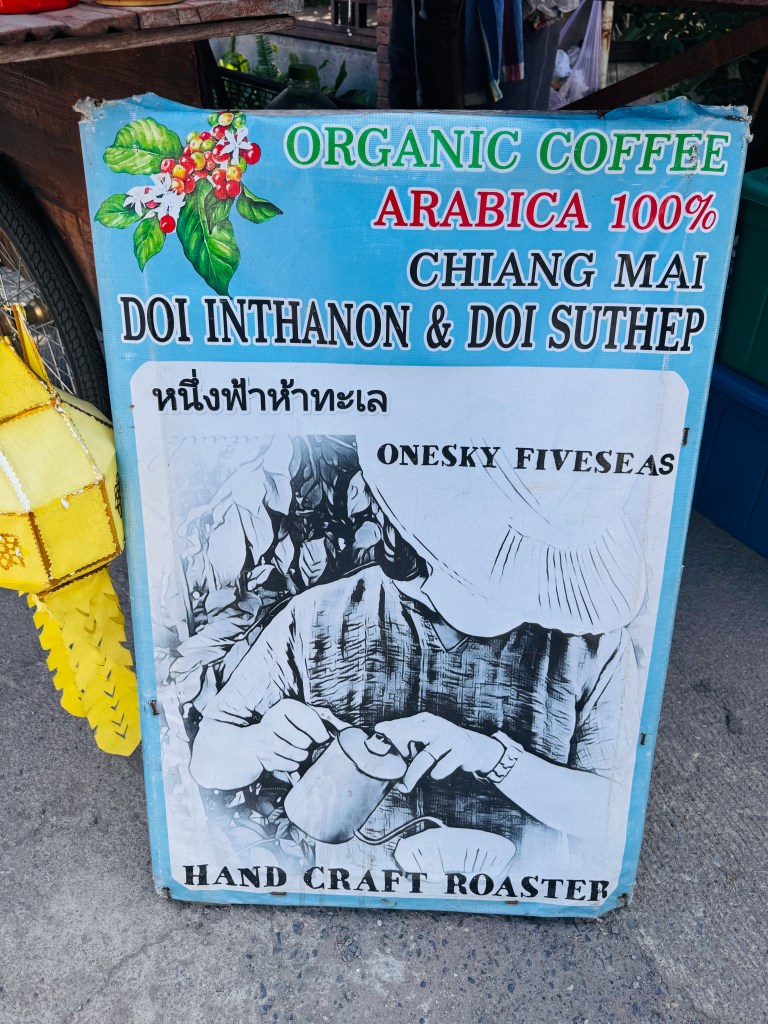 ORGANIC COFFEE
ARABICA 100%
CHIANG MAI
DOI INTHANON & DOI SUTHEP
หนึ่งฟ้าห้าทะเล
ONESKY FIVESEAS
HAND CRAFT ROASTER